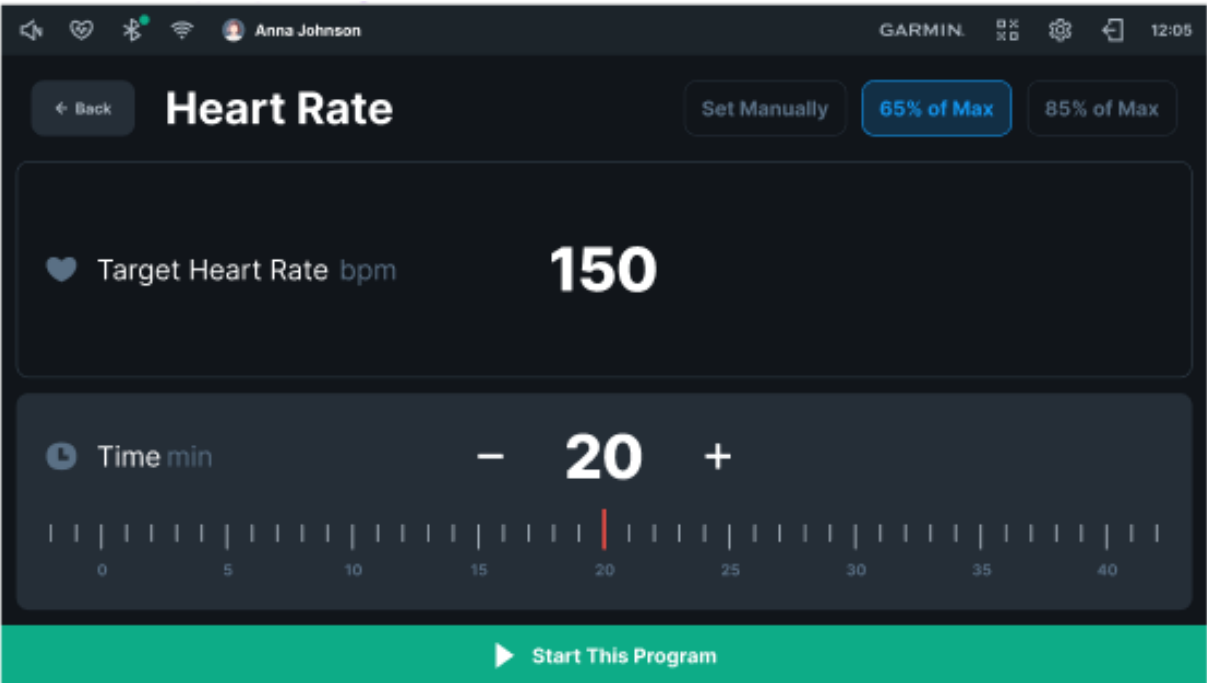 Anna Johnson GARMIN. 12:05
← Back Heart Rate Set Manually 65% of Max 85% of Max
Target Heart Rate bpm 150
Time min − 20 +
0 5 10 15 20 25 30 35 40
Start This Program